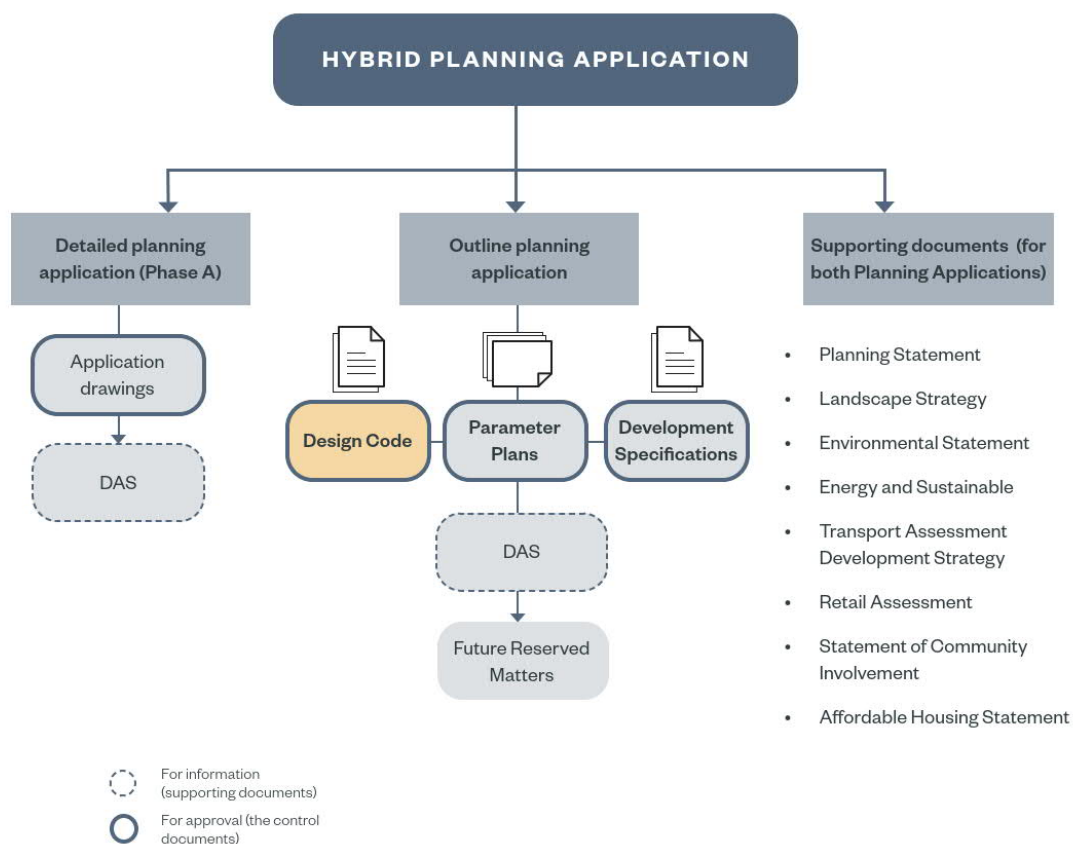 HYBRID PLANNING APPLICATION
Detailed planning
application (Phase A)
Outline planning
application
Supporting documents (for
both Planning Applications)
Application
drawings
DAS
Design Code
Parameter
Plans
Development
Specifications
DAS
Future Reserved
Matters
• Planning Statement
• Landscape Strategy
• Environmental Statement
• Energy and Sustainable
• Transport Assessment
Development Strategy
• Retail Assessment
• Statement of Community
Involvement
• Affordable Housing Statement
For information
(supporting documents)
For approval (the control
documents)